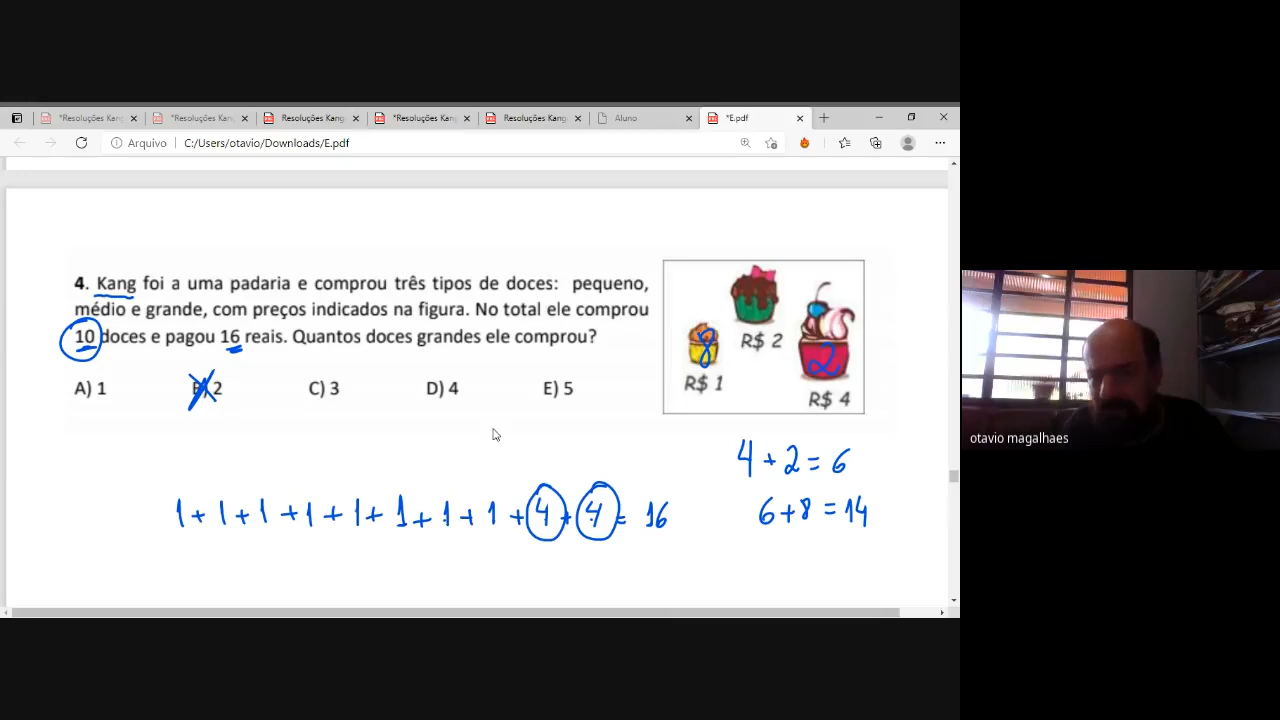 *Resoluções Kang
*Resoluções Kang
Resoluções Kang
*Resoluções Kang
Resoluções Kang
Aluno
*E.pdf
Arquivo
C:/Users/otavio/Downloads/E.pdf
4. Kang foi a uma padaria e comprou três tipos de doces: pequeno,
médio e grande, com preços indicados na figura. No total ele comprou
10 doces e pagou 16 reais. Quantos doces grandes ele comprou?
A) 1
B) 2
C) 3
D) 4
E) 5
8
2
R$ 2
R$ 1
R$ 4
4 + 2 = 6
6 + 8 = 14
1 + 1 + 1 + 1 + 1 + 1 + 1 + 1 + 4 + 4 = 16
otavio magalhaes